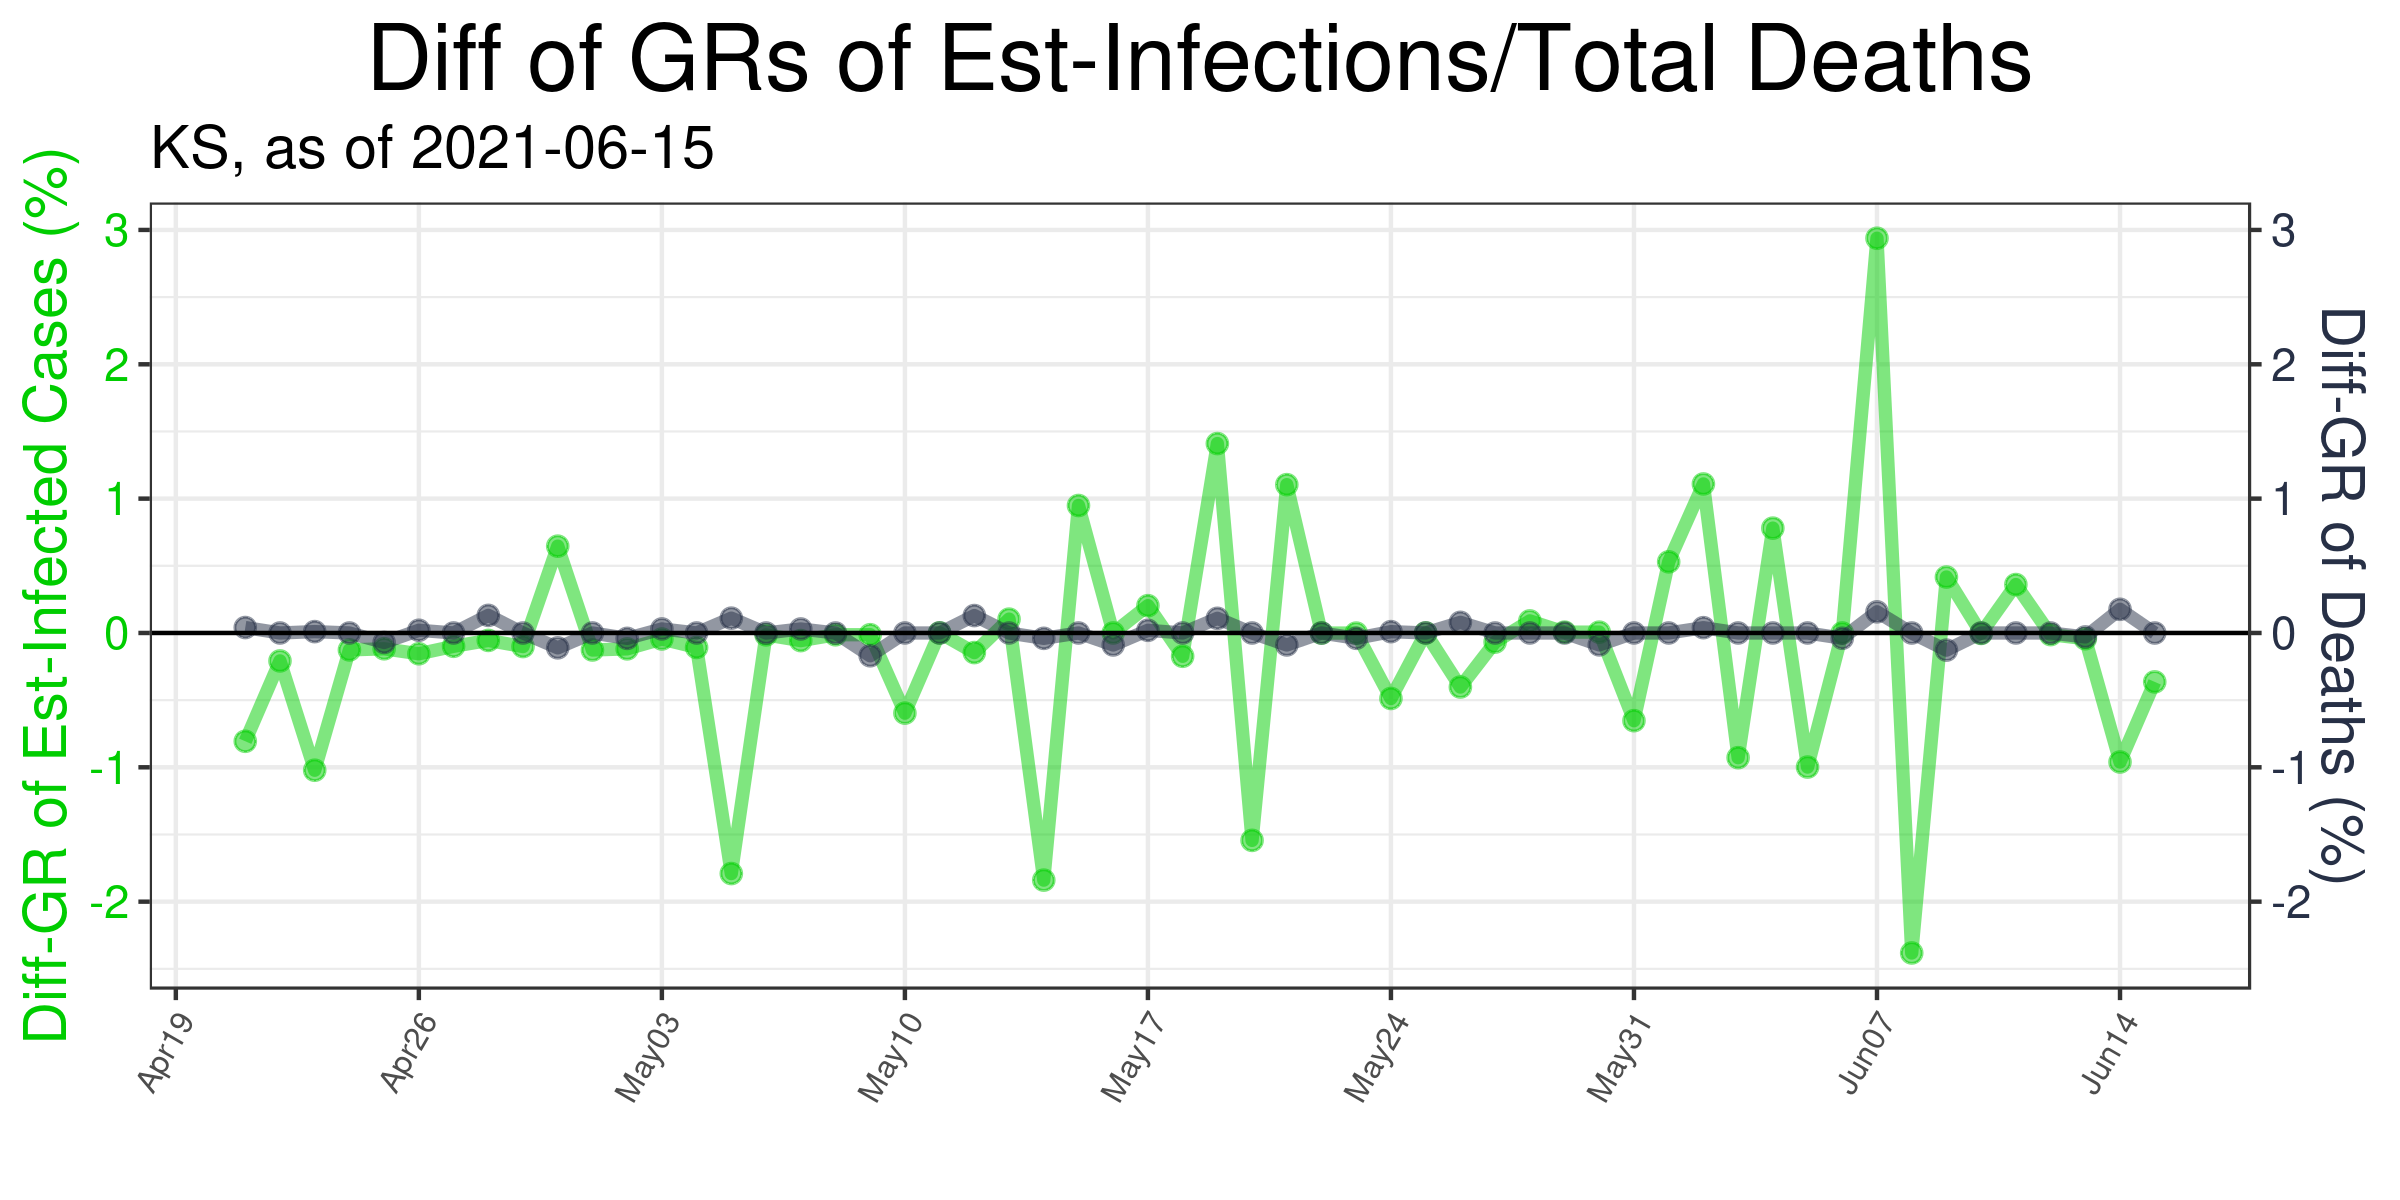 Diff of GRs of Est-Infections/Total Deaths
KS, as of 2021-06-15
Diff-GR of Est-Infected Cases (%)
3
2
1
0
-1
-2
3
2
1
0
-1
-2
Diff-GR of Deaths (%)
Apr19
Apr26
May03
May10
May17
May24
May31
Jun07
Jun14